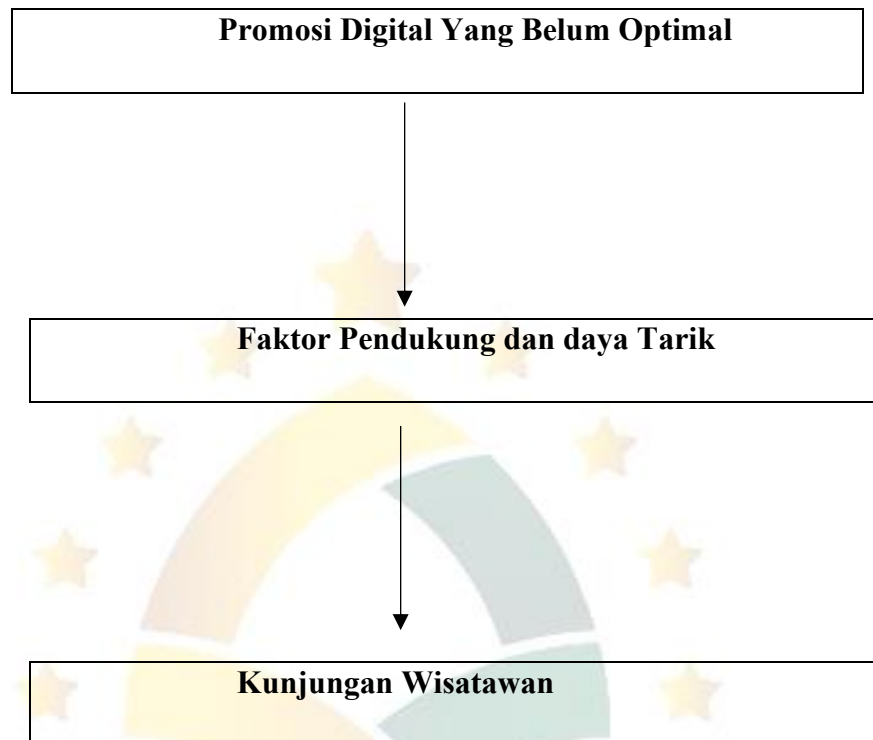 Promosi Digital Yang Belum Optimal
Faktor Pendukung dan daya Tarik
Kunjungan Wisatawan